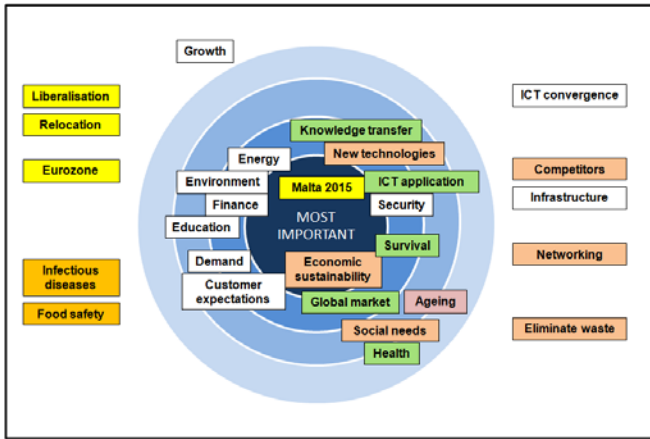 Growth
Liberalisation
ICT convergence
Relocation
Knowledge transfer
New technologies
Energy
Eurozone
Competitors
Environment
Malta 2015
ICT application
Finance
Security
Infrastructure
MOST
IMPORTANT
Education
Survival
Networking
Demand
Economic
sustainability
Infectious
diseases
Customer
expectations
Global market
Ageing
Food safety
Social needs
Eliminate waste
Health